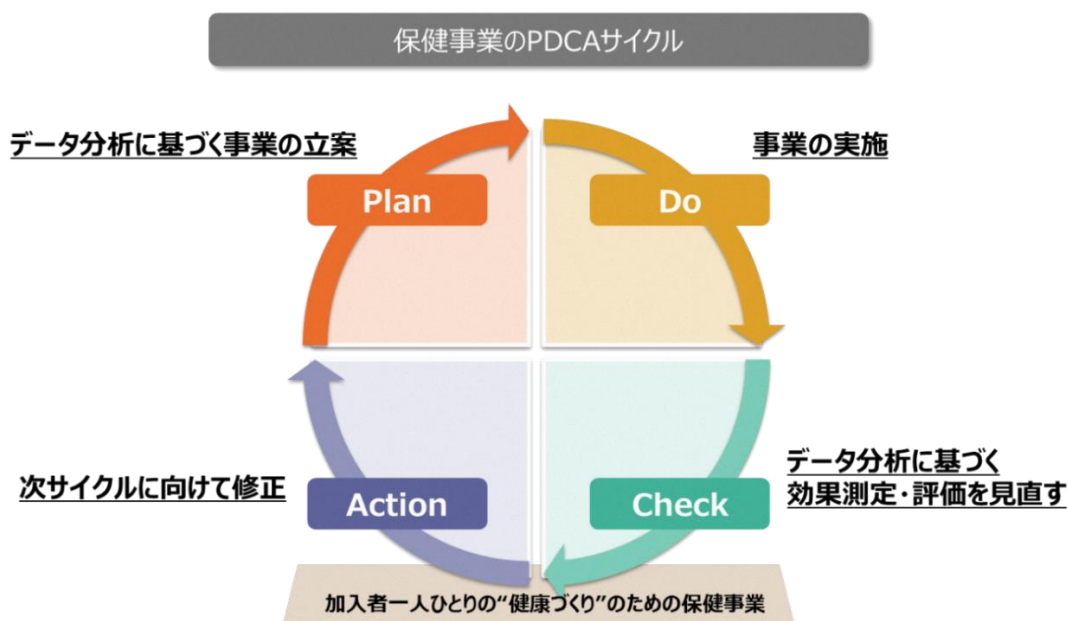 保健事業のPDCAサイクル
データ分析に基づく事業の立案
事業の実施
Plan
Do
次サイクルに向けて修正
Action
Check
データ分析に基づく
効果測定・評価を見直す
加入者一人ひとりの“健康づくり”のための保健事業